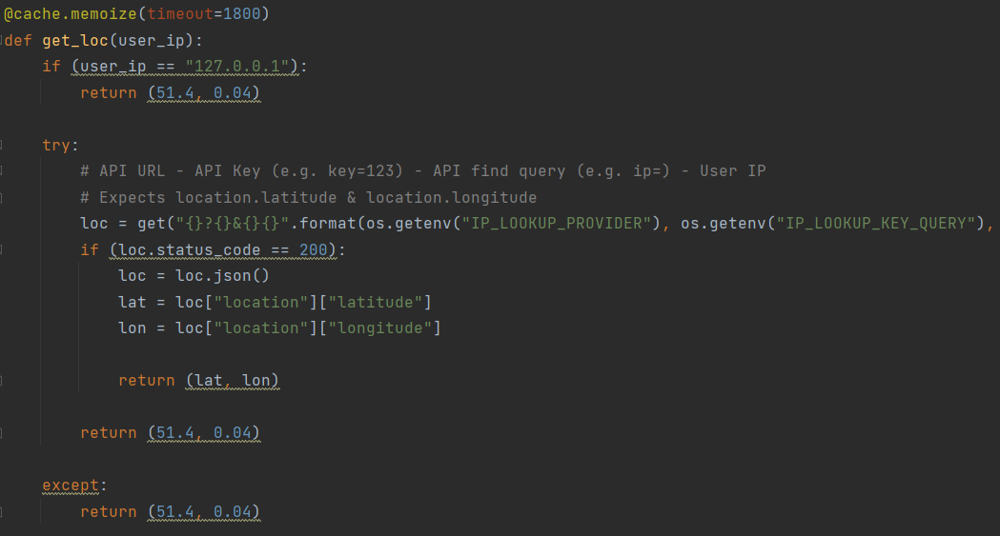 @cache.memoize(timeout=1800)
def get_loc(user_ip):
    if (user_ip == "127.0.0.1"):
        return (51.4, 0.04)
    try:
        # API URL - API Key (e.g. key=123) - API find query (e.g. ip=) - User IP
        # Expects location.latitude & location.longitude
        loc = get("{}?{}&{}{}".format(os.getenv("IP_LOOKUP_PROVIDER"), os.getenv("IP_LOOKUP_KEY_QUERY"),
        if (loc.status_code == 200):
            loc = loc.json()
            lat = loc["location"]["latitude"]
            lon = loc["location"]["longitude"]
            return (lat, lon)
        return (51.4, 0.04)
    except:
        return (51.4, 0.04)